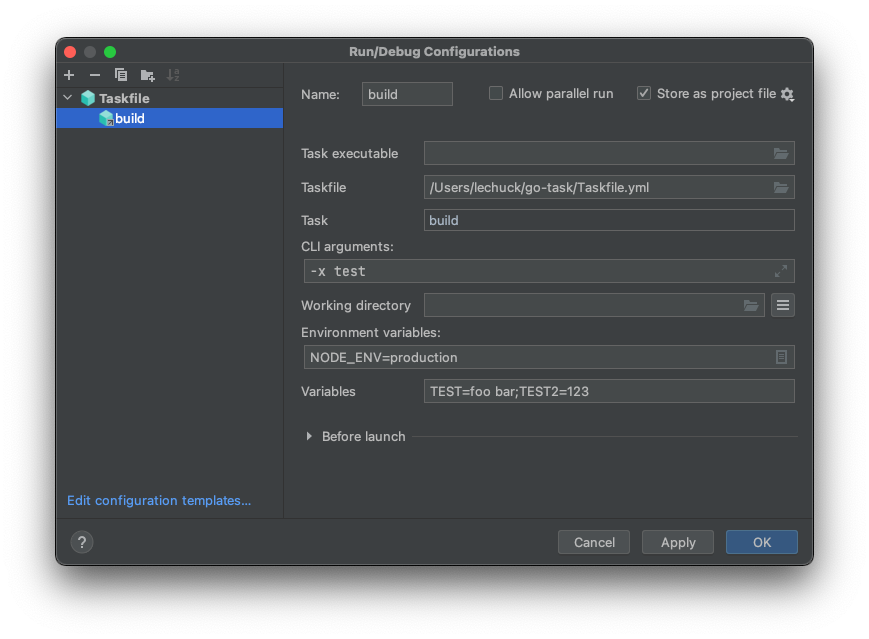 Run/Debug Configurations
Taskfile
build
Edit configuration templates...
Name: build Allow parallel run Store as project file
Task executable
Taskfile /Users/lechuck/go-task/Taskfile.yml
Task build
CLI arguments:
-x test
Working directory
Environment variables:
NODE_ENV=production
Variables TEST=foo bar;TEST2=123
Before launch
? Cancel Apply OK